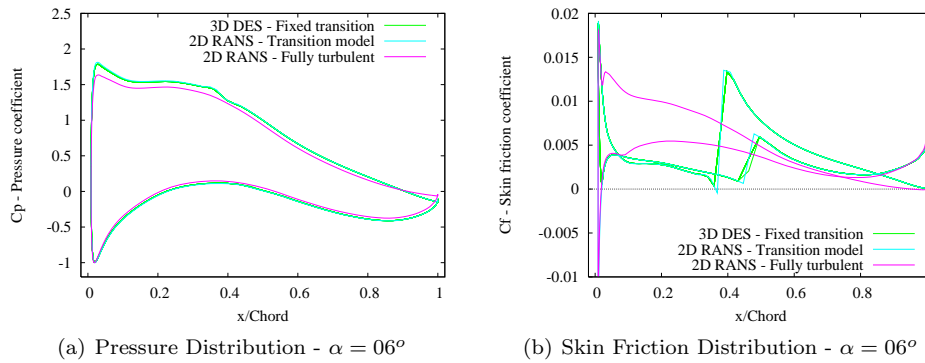 3D DES - Fixed transition
2D RANS - Transition model
2D RANS - Fully turbulent
Cp - Pressure coefficient
2.5
2
1.5
1
0.5
0
-0.5
-1
0
0.2
0.4
0.6
0.8
1
x/Chord
(a) Pressure Distribution - α = 06ᵒ
Cf - Skin friction coefficient
0.02
0.015
0.01
0.005
0
-0.005
-0.01
3D DES - Fixed transition
2D RANS - Transition model
2D RANS - Fully turbulent
0
0.2
0.4
0.6
0.8
x/Chord
(b) Skin Friction Distribution - α = 06ᵒ